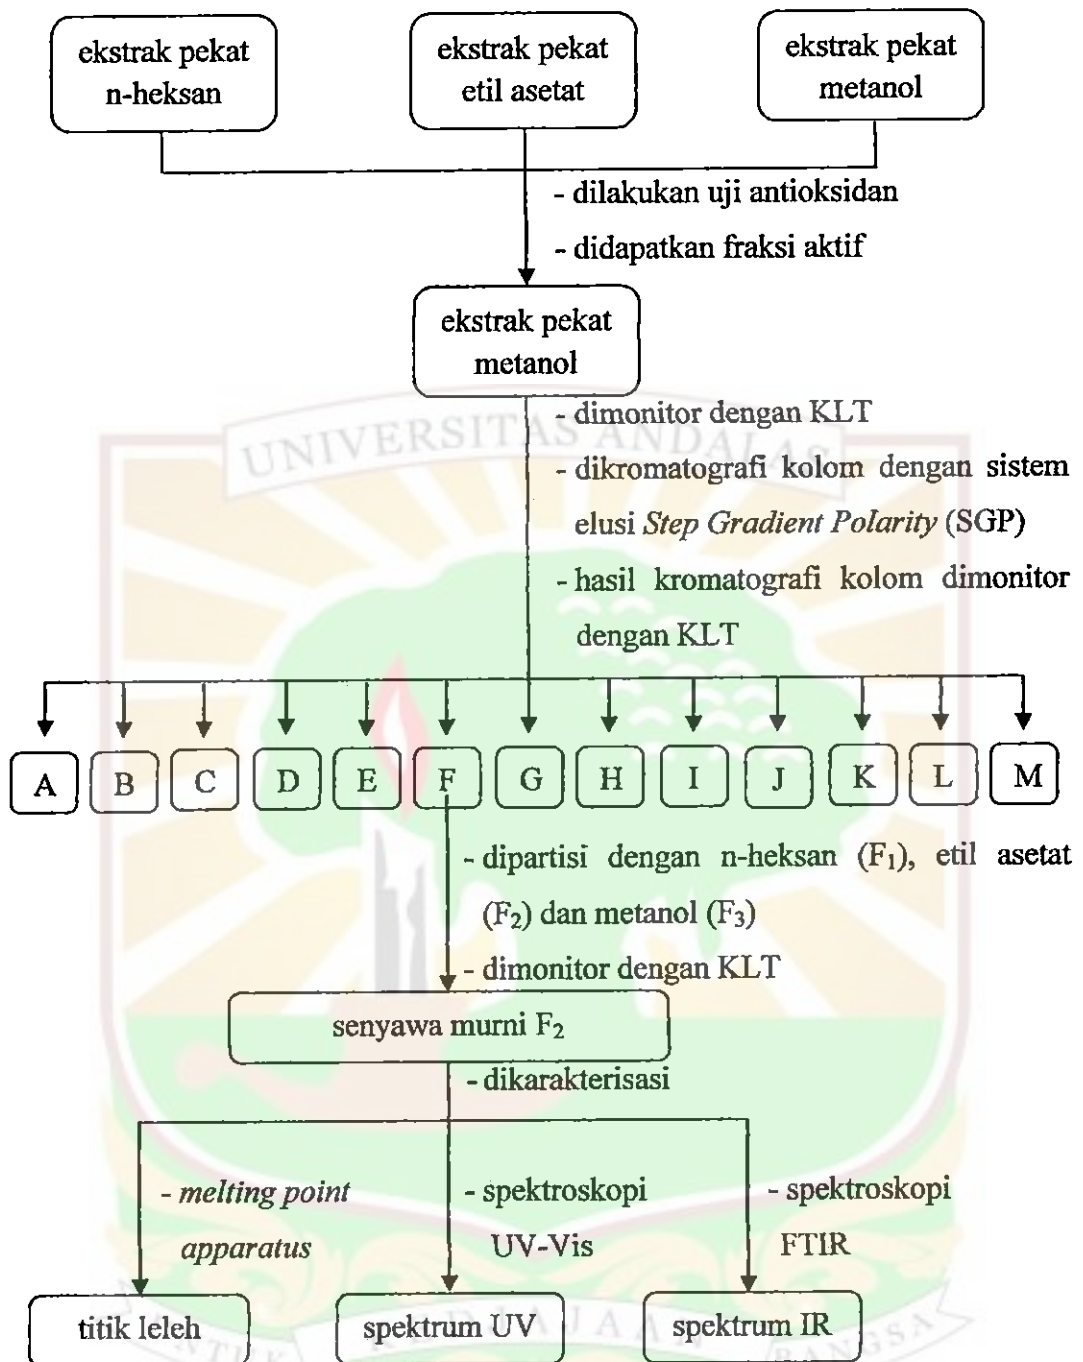 ekstrak pekat
n-heksan
ekstrak pekat
etil asetat
ekstrak pekat
metanol
- dilakukan uji antioksidan
- didapatkan fraksi aktif
ekstrak pekat
metanol
UNIVERSITAS ANDALAS
- dimonitor dengan KLT
- dikromatografi kolom dengan sistem
elusi Step Gradient Polarity (SGP)
- hasil kromatografi kolom dimonitor
dengan KLT
A B C D E F G H I J K L M
- dipartisi dengan n-heksan (F₁), etil asetat
(F₂) dan metanol (F₃)
- dimonitor dengan KLT
senyawa murni F₂
- dikarakterisasi
- melting point
apparatus
- spektroskopi
UV-Vis
- spektroskopi
FTIR
titik leleh
spektrum UV
spektrum IR
UNTUK KEDJAJAAN BANGSA